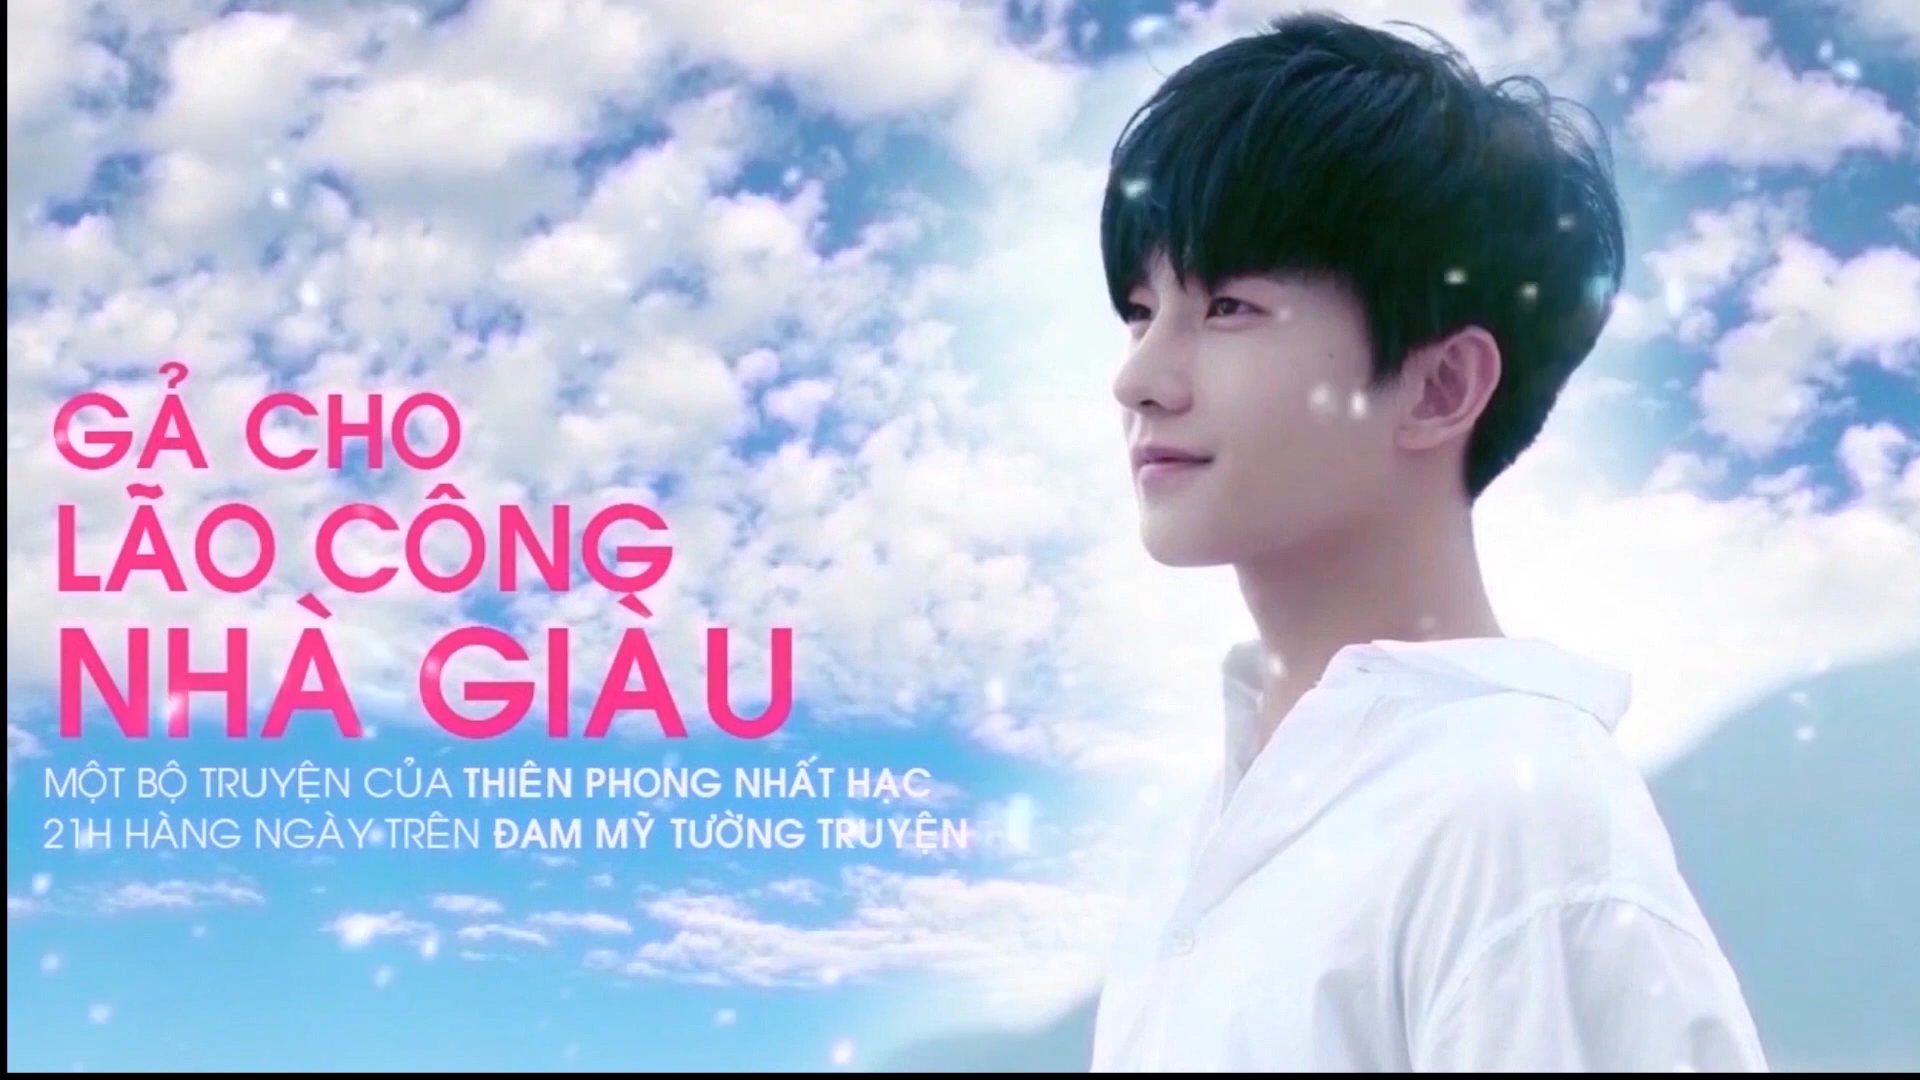 GẢ CHO
LÃO CÔNG
NHÀ GIÀU
MỘT BỘ TRUYỆN CỦA THIÊN PHONG NHẤT HẠC
21H HÀNG NGÀY TRÊN ĐAM MỸ TƯỜNG TRUYỆN